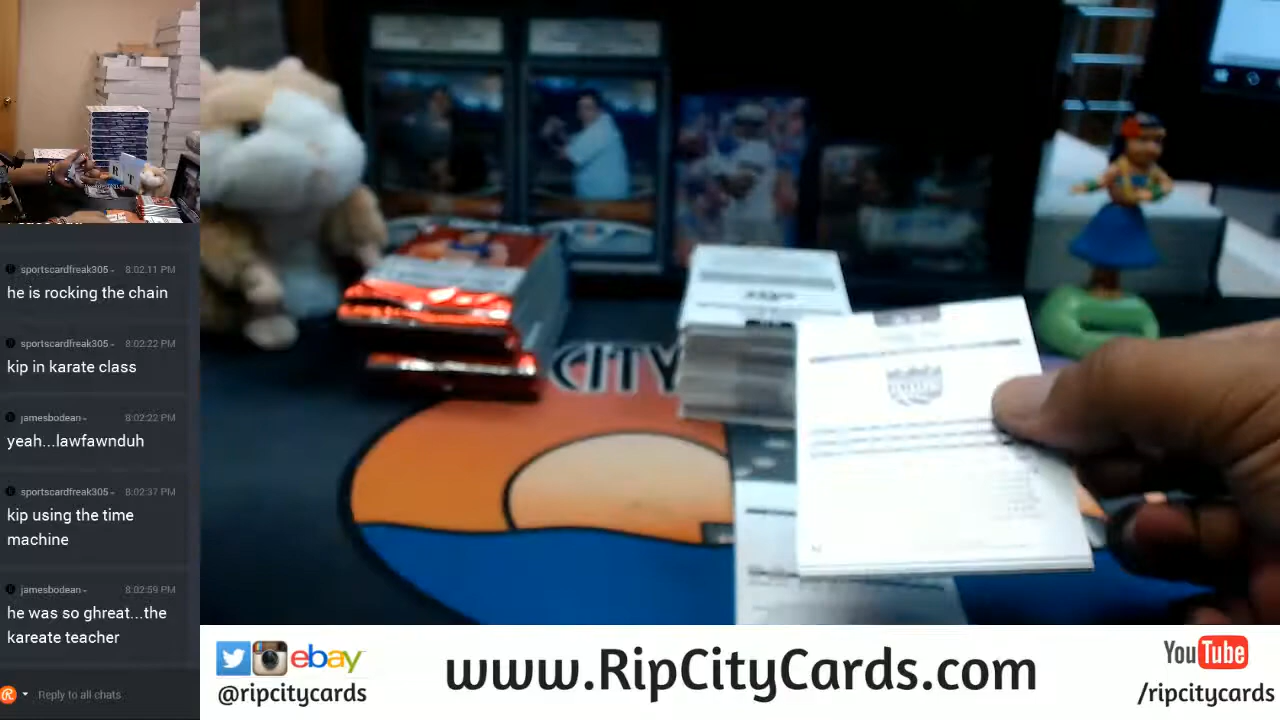 sportscardfreak305 8:02:11 PM
he is rocking the chain
sportscardfreak305 8:02:22 PM
kip in karate class
jamesbodean 8:02:22 PM
yeah...lawfawnduh
sportscardfreak305 8:02:37 PM
kip using the time
machine
jamesbodean 8:02:59 PM
he was so ghreat...the
kareate teacher
Reply to all chats
CITY
KINGS
ebay
@ripcitycards
www.RipCityCards.com
YouTube
/ripcitycards